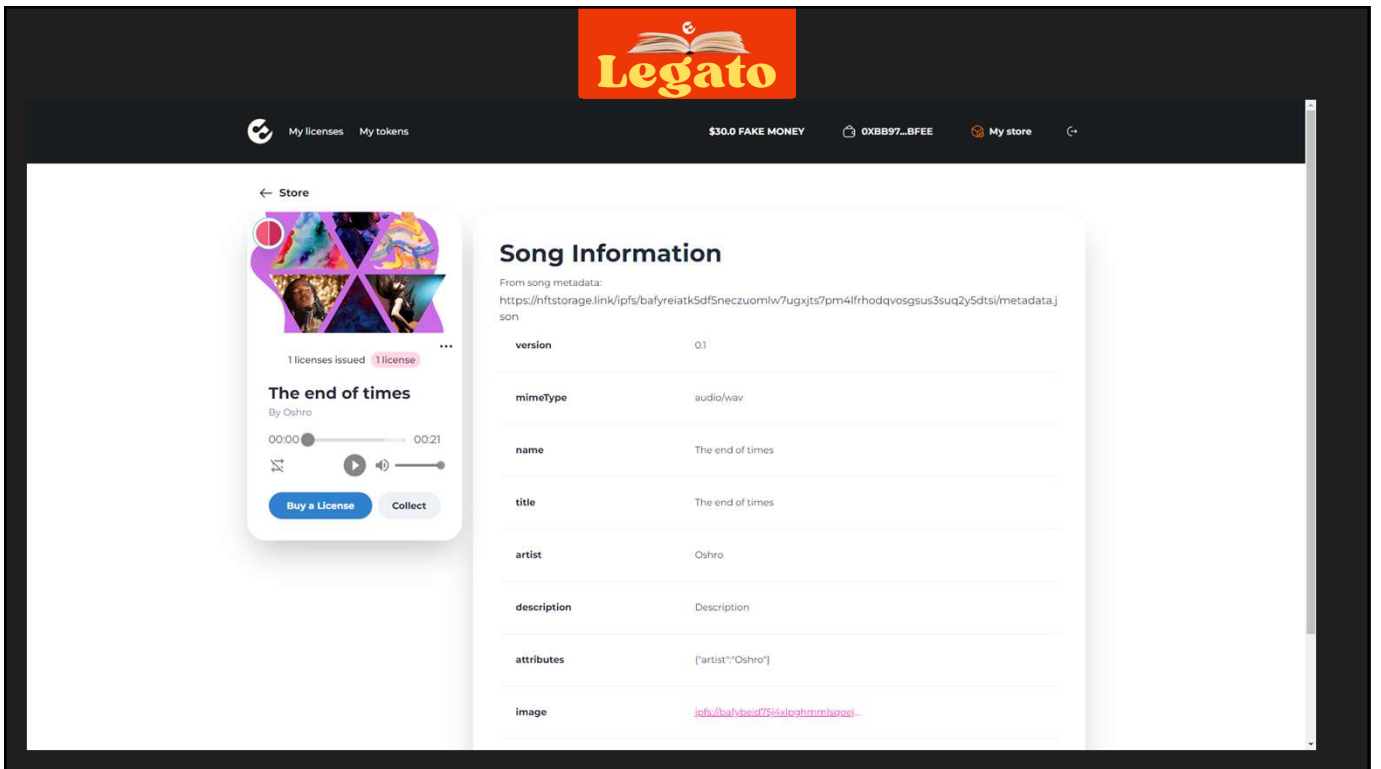 Legato
My licenses My tokens $30.0 FAKE MONEY 0XBB97...BFEE My store
← Store
1 licenses issued 1 license
The end of times
By Oshro
00:00 00:21
Buy a License Collect
Song Information
From song metadata:
https://nftstorage.link/ipfs/bafyreiatk5df5neczuomlw7ugxjts7pm4lfrhodqvosgsus3suq2y5dtsi/metadata.j
son
version 0.1
mimeType audio/wav
name The end of times
title The end of times
artist Oshro
description Description
attributes {"artist":"Oshro"}
image ipfs://bafybeid75j4xlpghmmlsqoej...